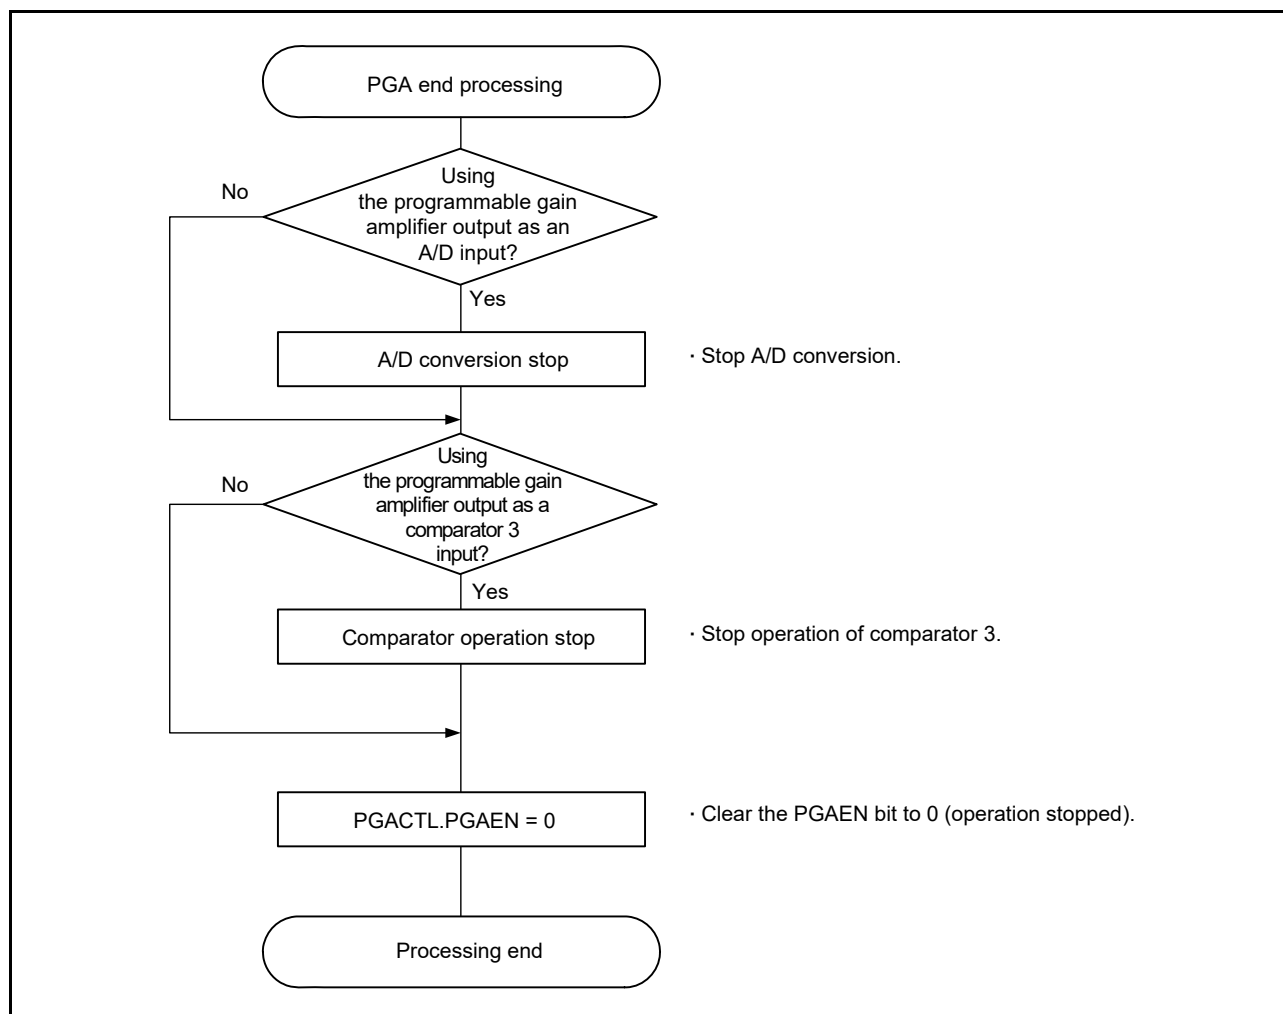 PGA end processing
Using
the programmable gain
amplifier output as an
A/D input?
No
Yes
A/D conversion stop
· Stop A/D conversion.
Using
the programmable gain
amplifier output as a
comparator 3
input?
No
Yes
Comparator operation stop
· Stop operation of comparator 3.
PGACTL.PGAEN = 0
· Clear the PGAEN bit to 0 (operation stopped).
Processing end